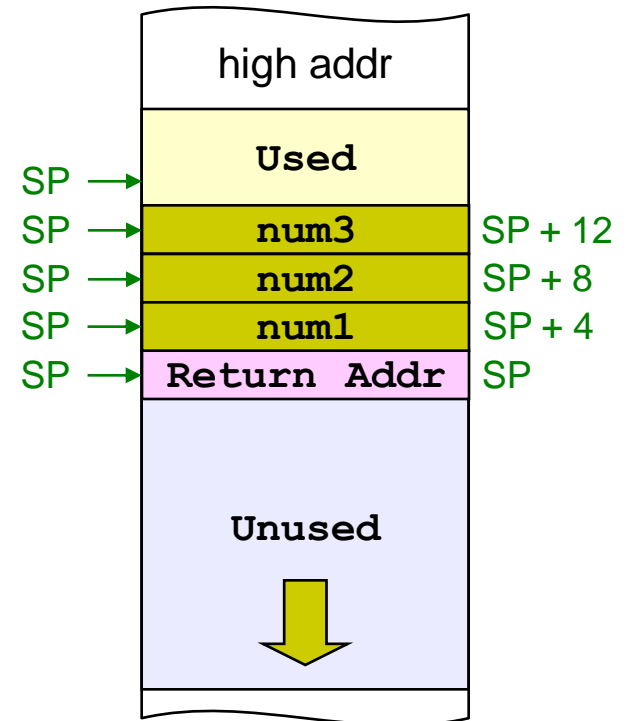 high addr
Used
SP
SP num3 SP + 12
SP num2 SP + 8
SP num1 SP + 4
SP Return Addr SP
Unused